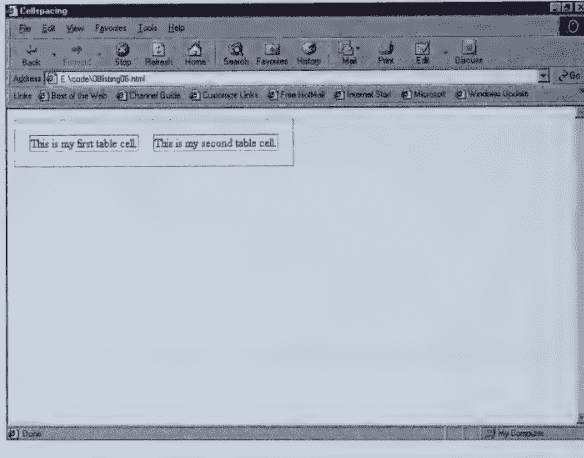 Cellspacing
File Edit View Favorites Tools Help
Back Forward Stop Refresh Home Search Favorites History Mail Print Edit Discuss
Address E:\code\08listing06.html Go
Links Best of the Web Channel Guide Customize Links Free HotMail Internet Start Microsoft Windows Update
This is my first table cell. This is my second table cell.
Done My Computer